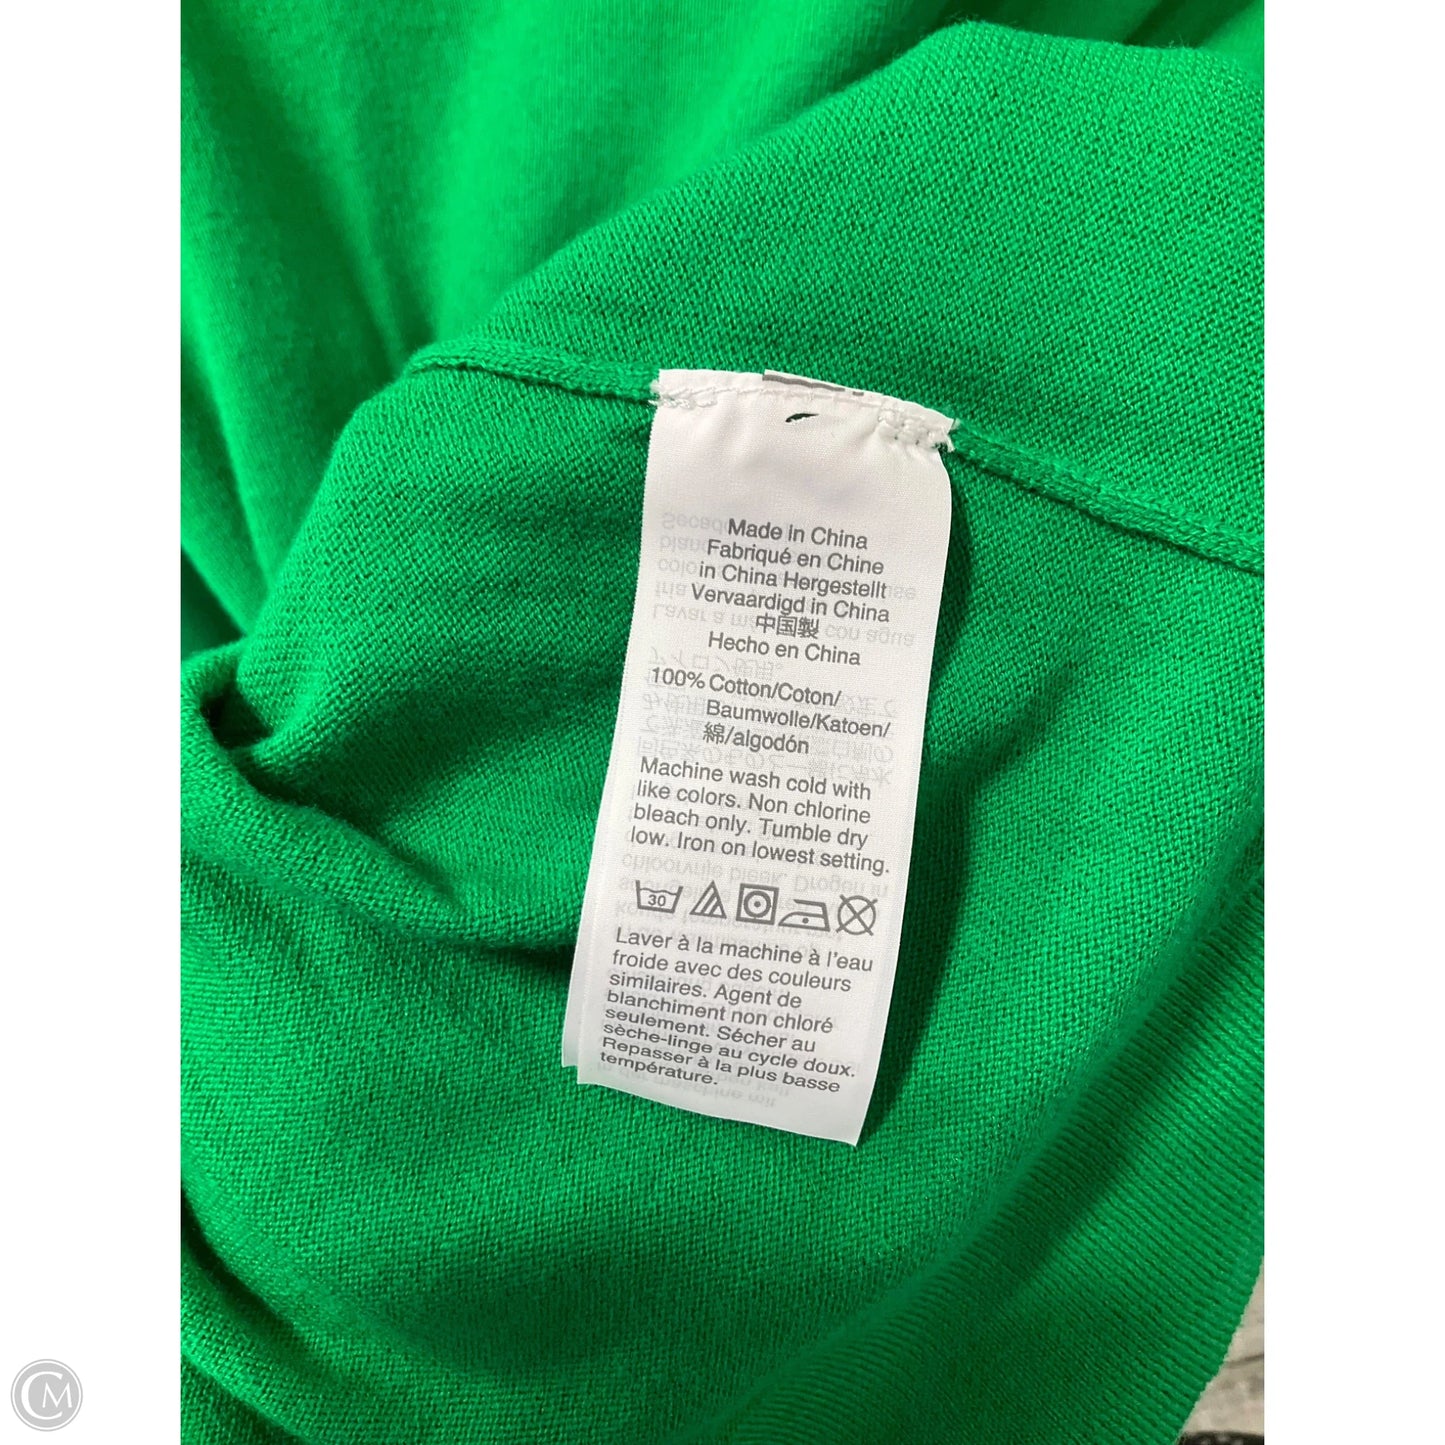 Made in China
Fabriqué en Chine
in China Hergestellt
Vervaardigd in China
中国製
Hecho en China
100% Cotton/Coton/
Baumwolle/Katoen/
綿/algodón
Machine wash cold with
like colors. Non chlorine
bleach only. Tumble dry
low. Iron on lowest setting.
30
Laver à la machine à l'eau
froide avec des couleurs
similaires. Agent de
blanchiment non chloré
seulement. Sécher au
sèche-linge au cycle doux.
Repasser à la plus basse
température.
CM